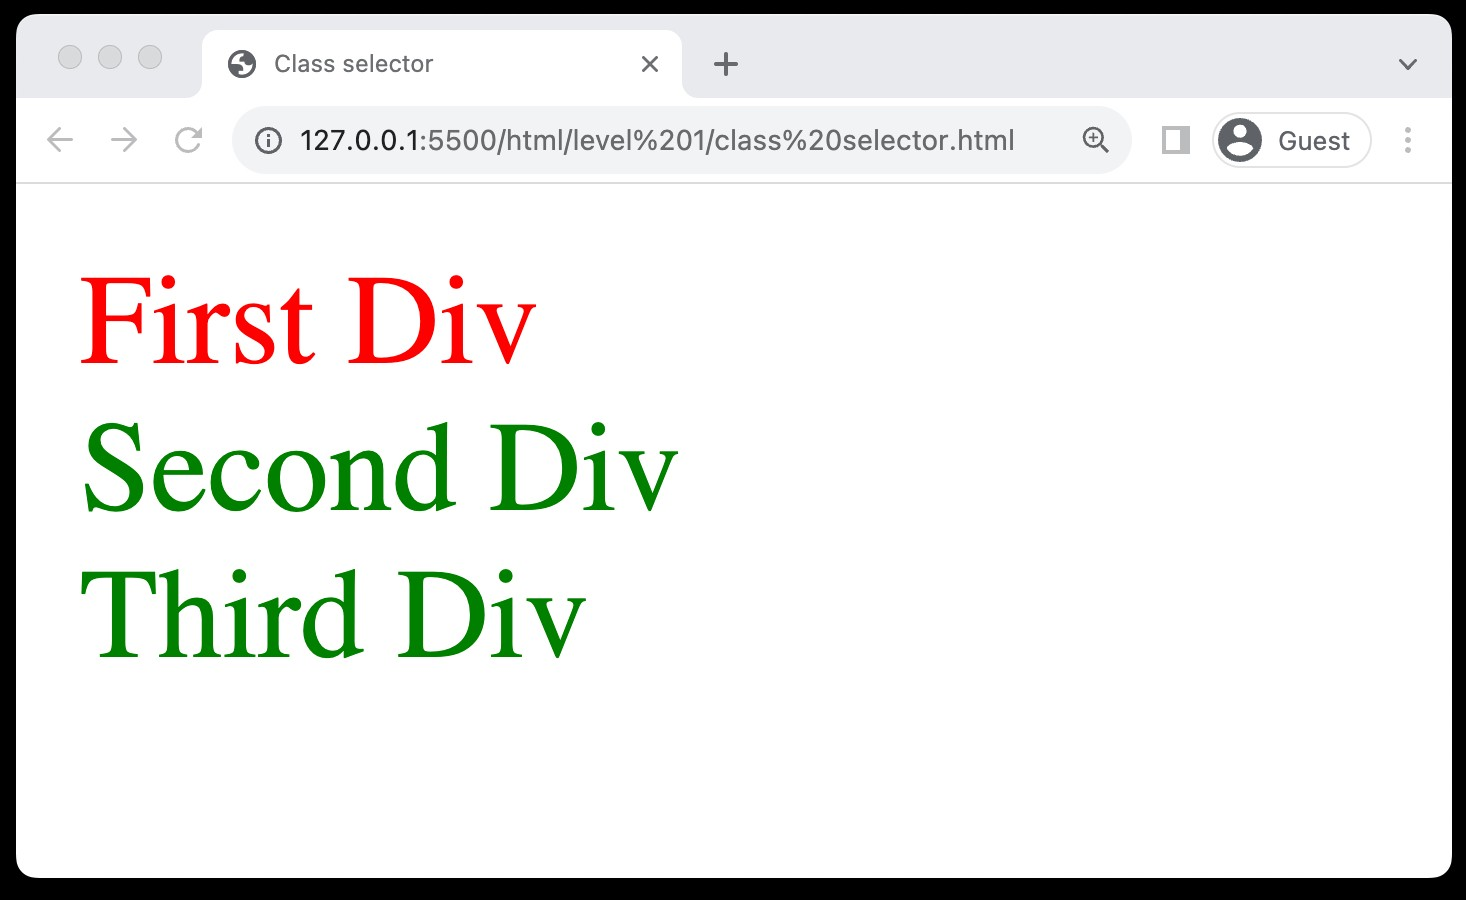 Class selector
127.0.0.1:5500/html/level%201/class%20selector.html
Guest
First Div
Second Div
Third Div